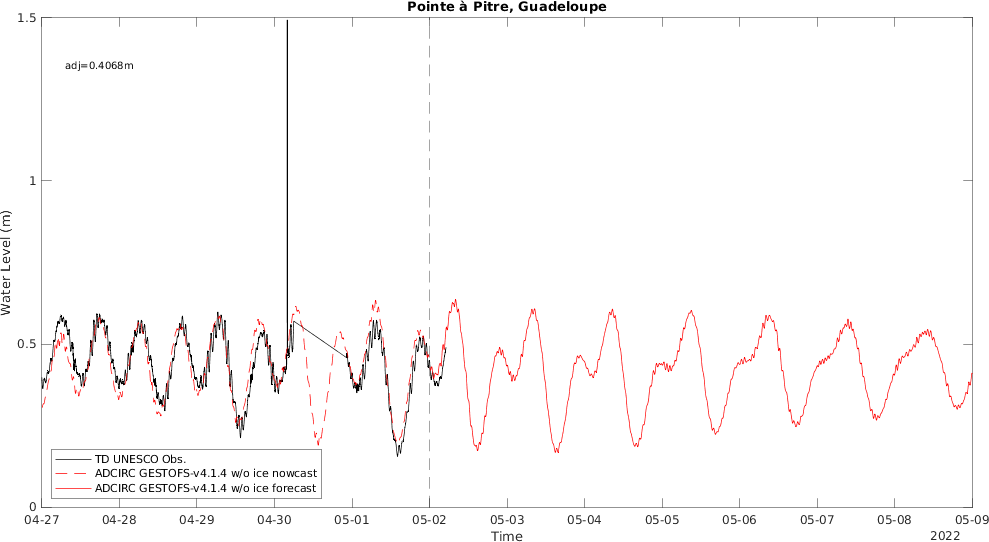 Pointe à Pitre, Guadeloupe
adj=0.4068m
1.5
1
0.5
0
Water Level (m)
TD UNESCO Obs.
ADCIRC GESTOFS-v4.1.4 w/o ice nowcast
ADCIRC GESTOFS-v4.1.4 w/o ice forecast
04-27 04-28 04-29 04-30 05-01 05-02 05-03 05-04 05-05 05-06 05-07 05-08 05-09
Time
2022